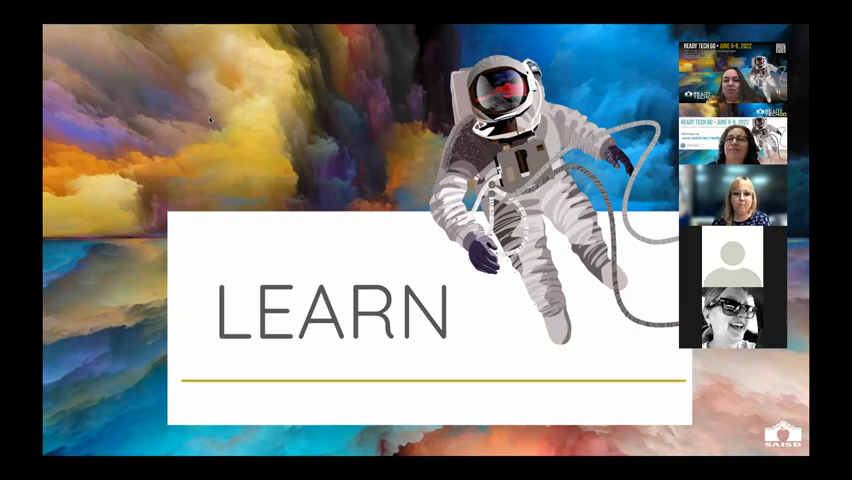 LEARN
READY TECH GO • JUNE 6-8, 2022
READY TECH GO • JUNE 6-8, 2022
SAISD